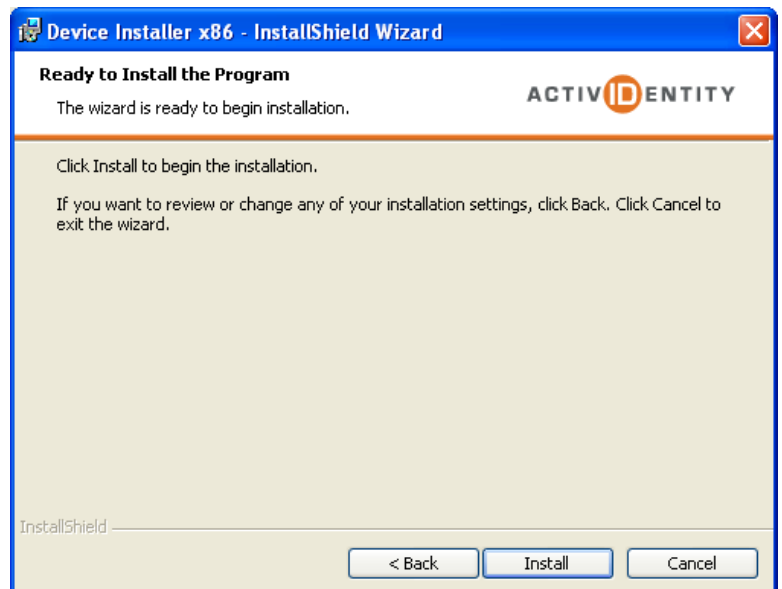 Device Installer x86 - InstallShield Wizard
Ready to Install the Program
The wizard is ready to begin installation.
ACTIVIDENTITY
Click Install to begin the installation.
If you want to review or change any of your installation settings, click Back. Click Cancel to
exit the wizard.
InstallShield
< Back
Install
Cancel